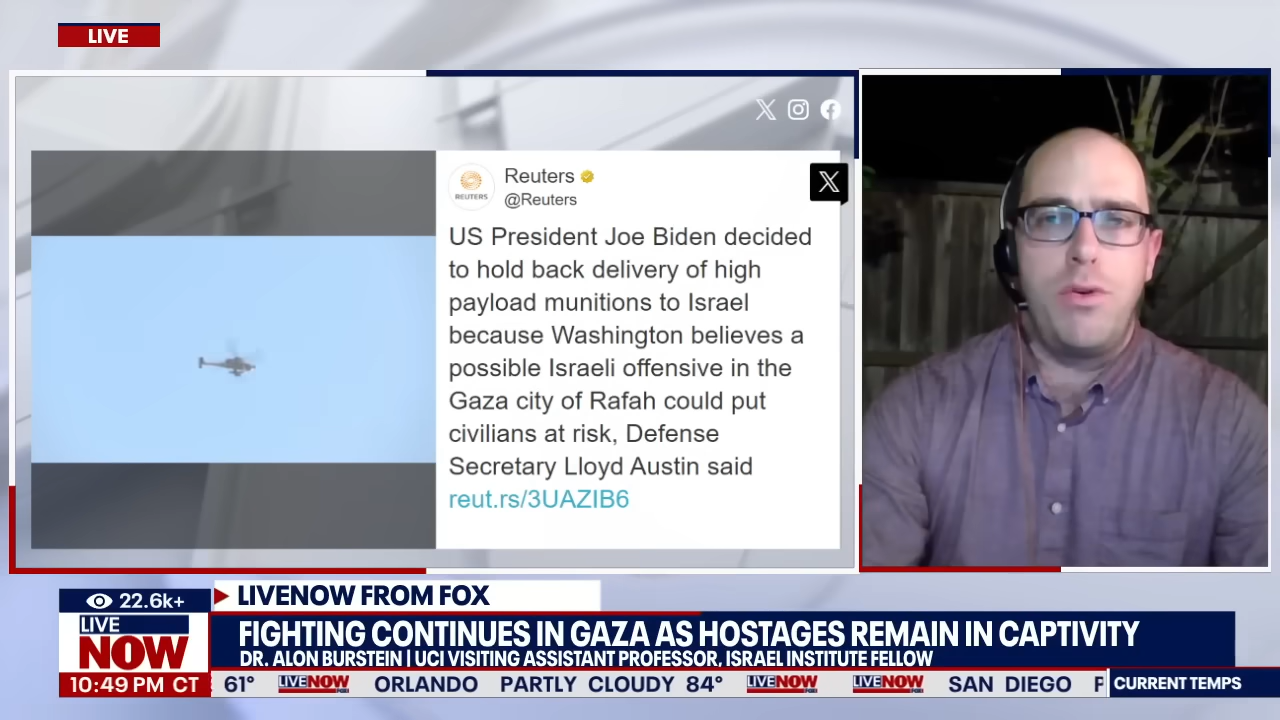 LIVE
REUTERS
Reuters
@Reuters
US President Joe Biden decided
to hold back delivery of high
payload munitions to Israel
because Washington believes a
possible Israeli offensive in the
Gaza city of Rafah could put
civilians at risk, Defense
Secretary Lloyd Austin said
reut.rs/3UAZIB6
22.6k+
LIVENOW FROM FOX
LIVE
NOW
FIGHTING CONTINUES IN GAZA AS HOSTAGES REMAIN IN CAPTIVITY
DR. ALON BURSTEIN | UCI VISITING ASSISTANT PROFESSOR, ISRAEL INSTITUTE FELLOW
10:49 PM CT
61° LIVENOW ORLANDO PARTLY CLOUDY 84° LIVENOW LIVENOW SAN DIEGO P
CURRENT TEMPS